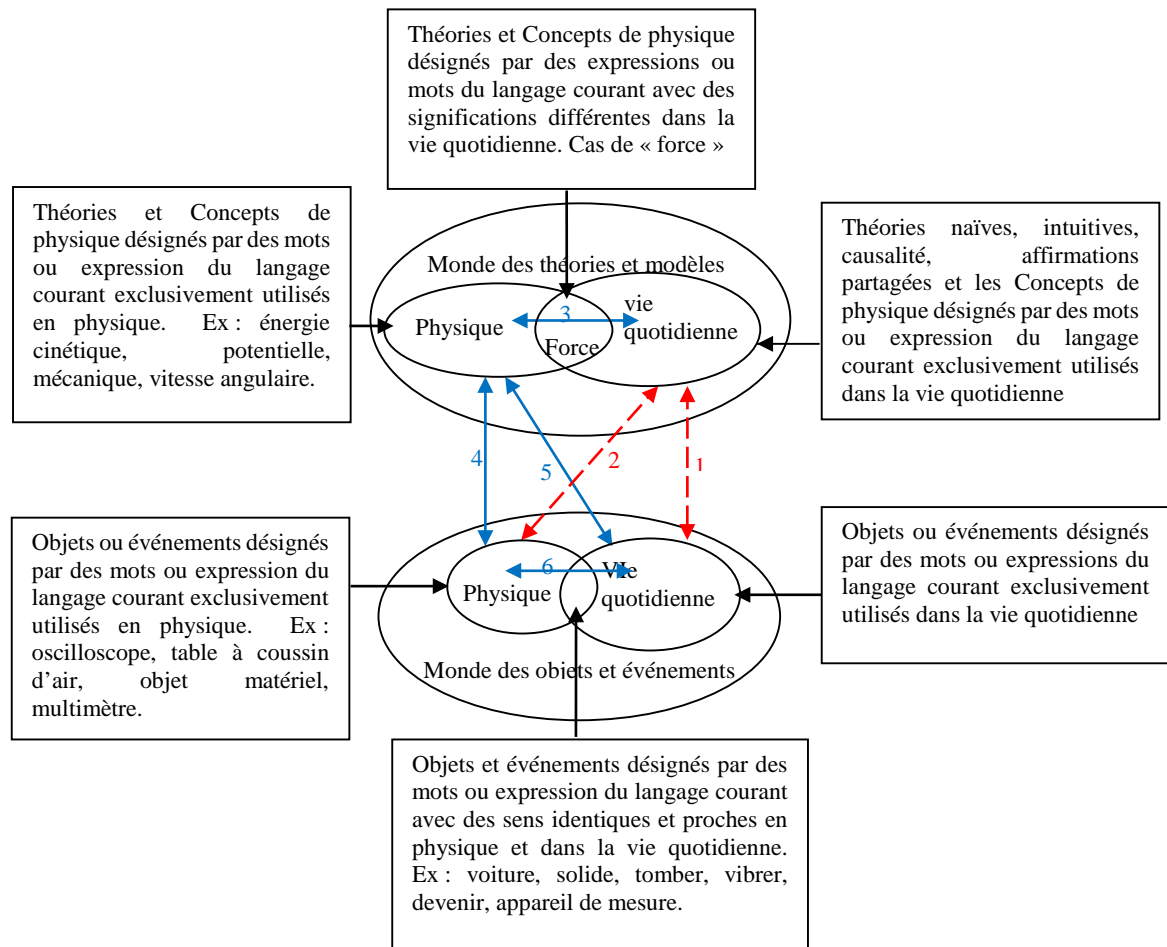 Théories et Concepts de physique
désignés par des expressions ou
mots du langage courant avec des
significations différentes dans la
vie quotidienne. Cas de « force »
Théories et Concepts de
physique désignés par des mots
ou expression du langage
courant exclusivement utilisés
en physique. Ex : énergie
cinétique, potentielle,
mécanique, vitesse angulaire.
Monde des théories et modèles
Physique
3
Force
vie
quotidienne
Théories naïves, intuitives,
causalité, affirmations
partagées et les Concepts de
physique désignés par des mots
ou expression du langage
courant exclusivement utilisés
dans la vie quotidienne
4
5
2
1
Objets ou événements désignés
par des mots ou expression du
langage courant exclusivement
utilisés en physique. Ex :
oscilloscope, table à coussin
d’air, objet matériel,
multimètre.
6
Physique
VIe
quotidienne
Monde des objets et événements
Objets ou événements désignés
par des mots ou expressions du
langage courant exclusivement
utilisés dans la vie quotidienne
Objets et événements désignés par des
mots ou expression du langage courant
avec des sens identiques et proches en
physique et dans la vie quotidienne.
Ex : voiture, solide, tomber, vibrer,
devenir, appareil de mesure.